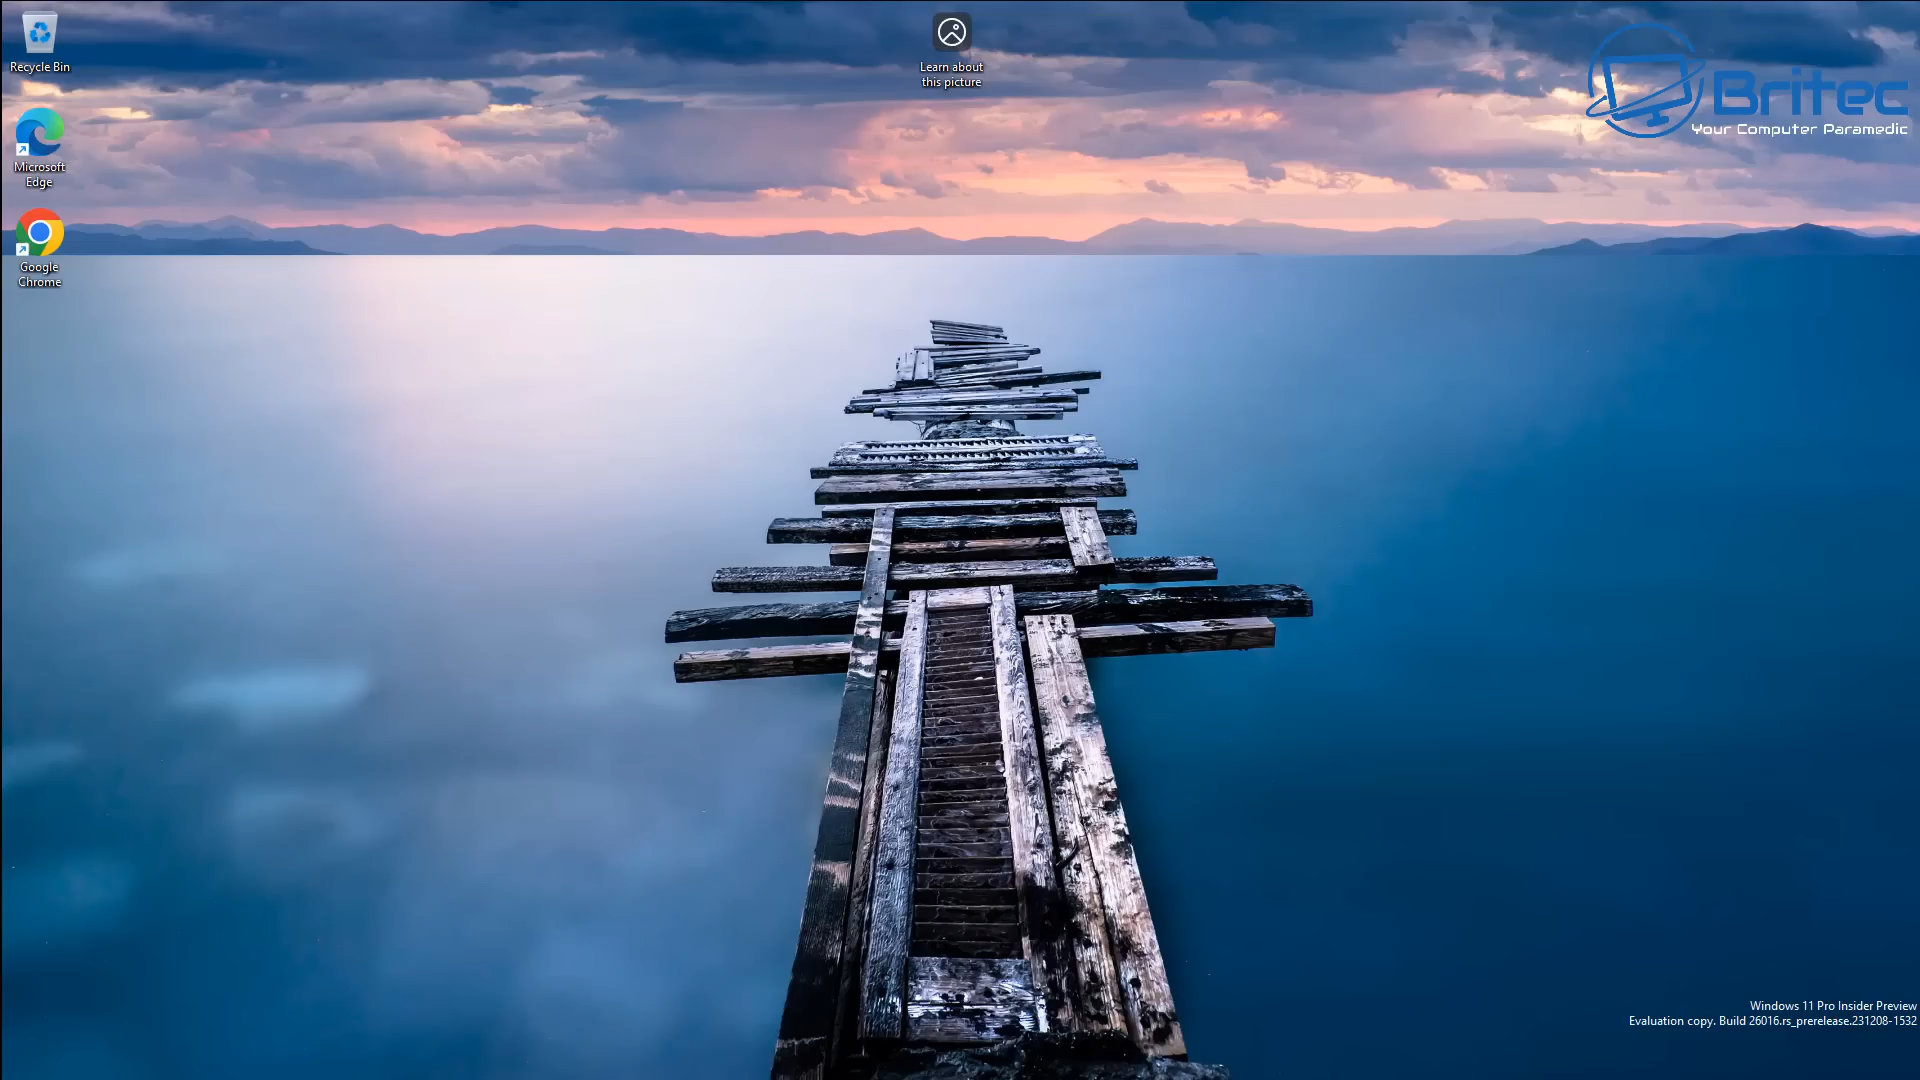 Recycle Bin
Learn about
this picture
Britec
Your Computer Paramedic
Microsoft
Edge
Google
Chrome
Windows 11 Pro Insider Preview
Evaluation copy. Build 26016.rs_prerelease.231208-1532